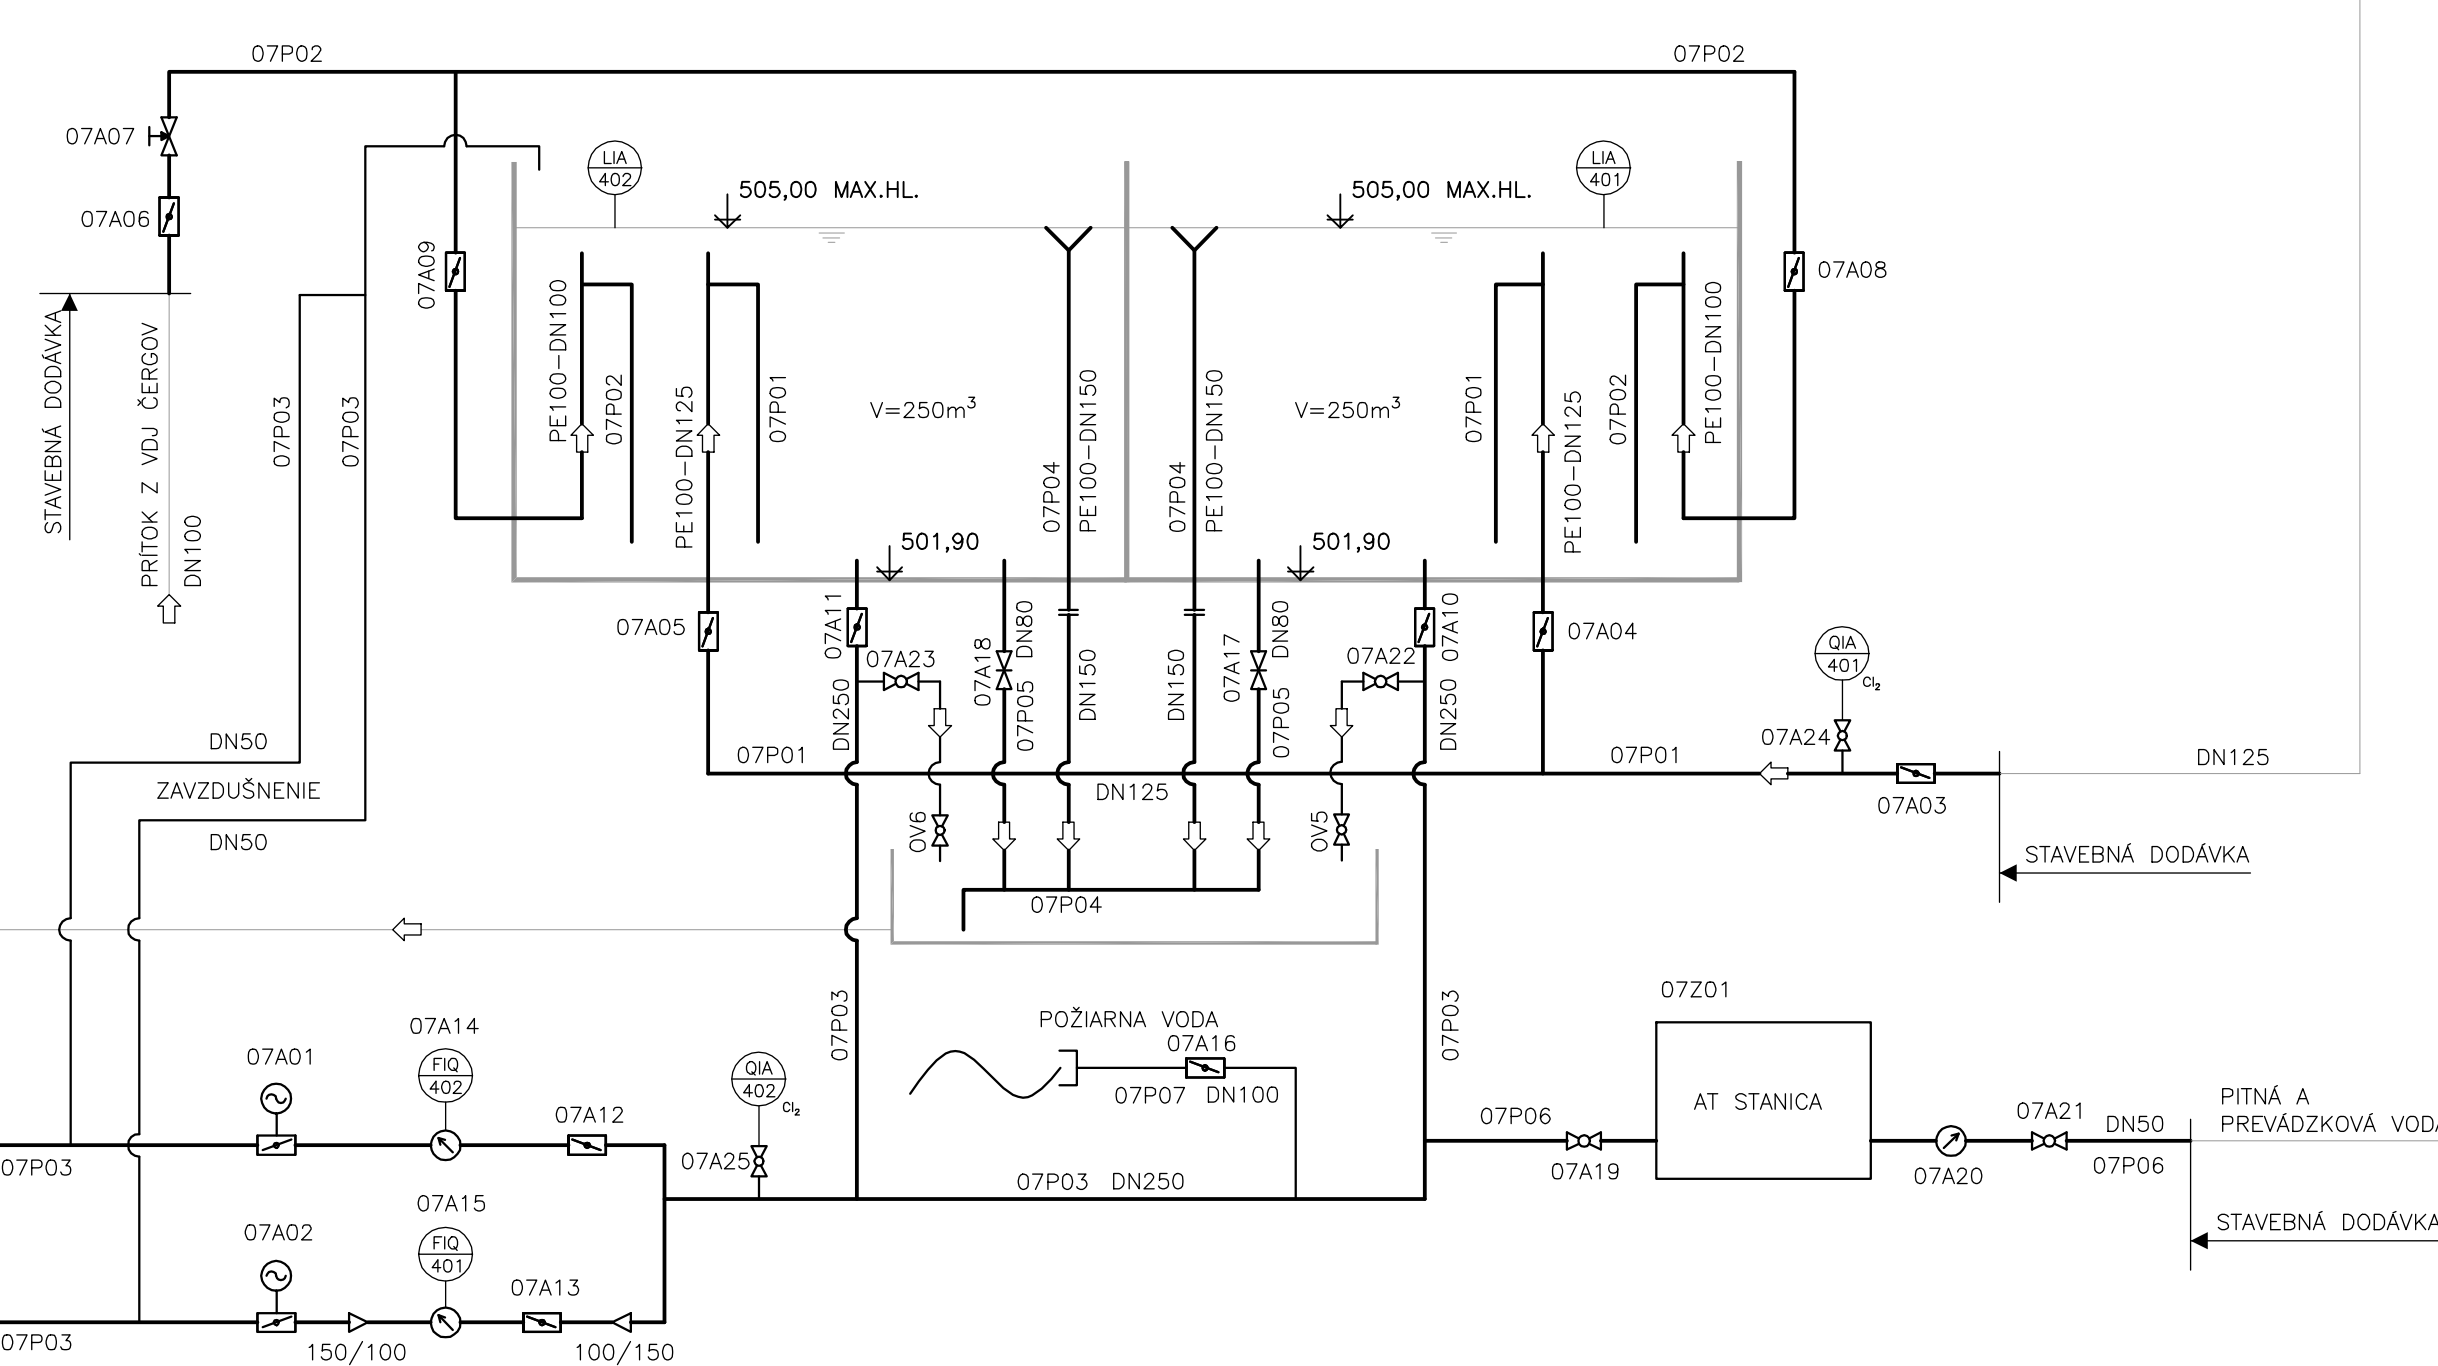 07P02
07P02
07A07
LIA
402
LIA
401
505,00 MAX.HL.
505,00 MAX.HL.
07A06
07A09
07A08
STAVEBNÁ DODÁVKA
PRÍTOK Z VDJ ČERGOV
DN100
07P03
07P03
PE100-DN100
07P02
PE100-DN125
07P01
V=250m³
07P04
PE100-DN150
07P04
PE100-DN150
V=250m³
07P01
PE100-DN125
07P02
PE100-DN100
501,90
501,90
07A05
07A11
07A23
07A18
DN80
DN250
07P05
DN150
DN150
07A17
DN80
07P05
07A22
07A10
DN250
07A04
QIA
401
Cl₂
07A24
DN50
07P01
07P01
DN125
DN125
ZAVZDUŠNENIE
07A03
DN50
OV6
OV5
STAVEBNÁ DODÁVKA
07P04
07Z01
07P03
07P03
POŽIARNA VODA
07A14
07A16
07A01
FIQ
402
QIA
402
Cl₂
07P07 DN100
AT STANICA
PITNÁ A
PREVÁDZKOVÁ VODA
07A12
07P06
07A21
DN50
07P03
07A25
07A19
07A20
07P06
07P03 DN250
07A15
07A02
FIQ
401
STAVEBNÁ DODÁVKA
07A13
07P03
150/100
100/150